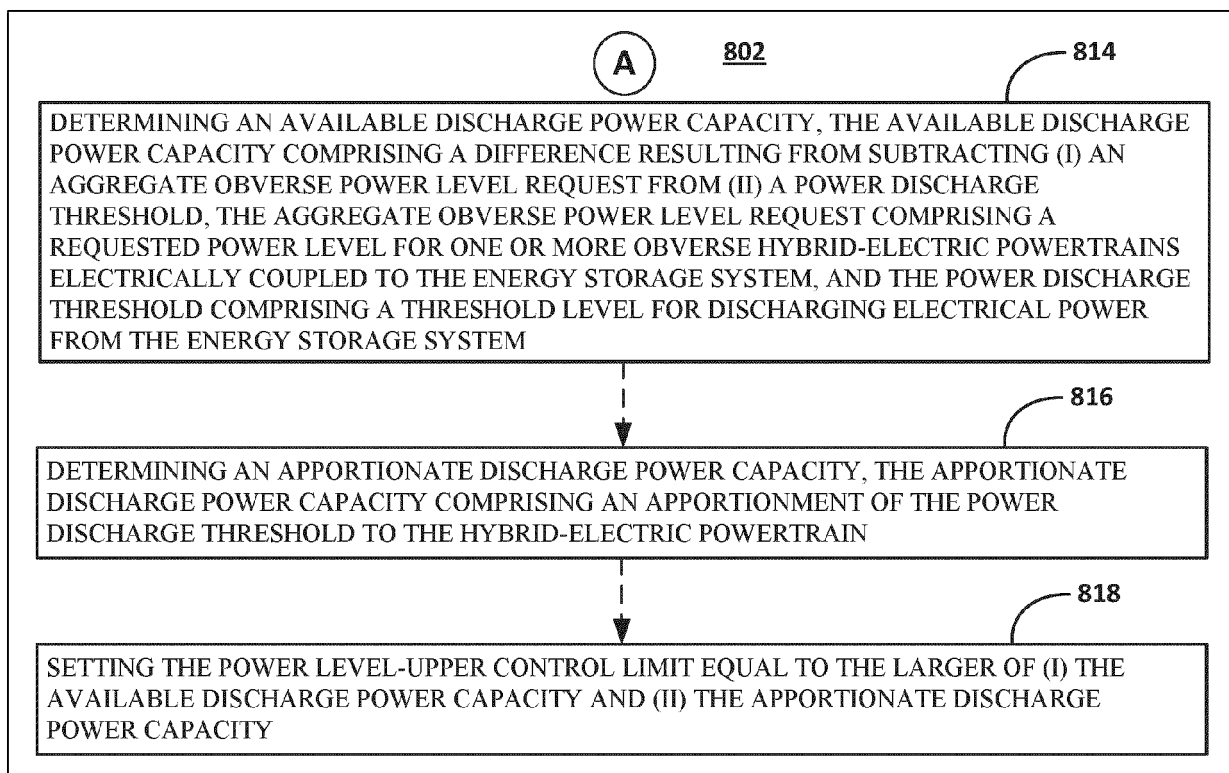 A
802
814
DETERMINING AN AVAILABLE DISCHARGE POWER CAPACITY, THE AVAILABLE DISCHARGE
POWER CAPACITY COMPRISING A DIFFERENCE RESULTING FROM SUBTRACTING (I) AN
AGGREGATE OBVERSE POWER LEVEL REQUEST FROM (II) A POWER DISCHARGE
THRESHOLD, THE AGGREGATE OBVERSE POWER LEVEL REQUEST COMPRISING A
REQUESTED POWER LEVEL FOR ONE OR MORE OBVERSE HYBRID-ELECTRIC POWERTRAINS
ELECTRICALLY COUPLED TO THE ENERGY STORAGE SYSTEM, AND THE POWER DISCHARGE
THRESHOLD COMPRISING A THRESHOLD LEVEL FOR DISCHARGING ELECTRICAL POWER
FROM THE ENERGY STORAGE SYSTEM
816
DETERMINING AN APPORTIONATE DISCHARGE POWER CAPACITY, THE APPORTIONATE
DISCHARGE POWER CAPACITY COMPRISING AN APPORTIONMENT OF THE POWER
DISCHARGE THRESHOLD TO THE HYBRID-ELECTRIC POWERTRAIN
818
SETTING THE POWER LEVEL-UPPER CONTROL LIMIT EQUAL TO THE LARGER OF (I) THE
AVAILABLE DISCHARGE POWER CAPACITY AND (II) THE APPORTIONATE DISCHARGE
POWER CAPACITY.